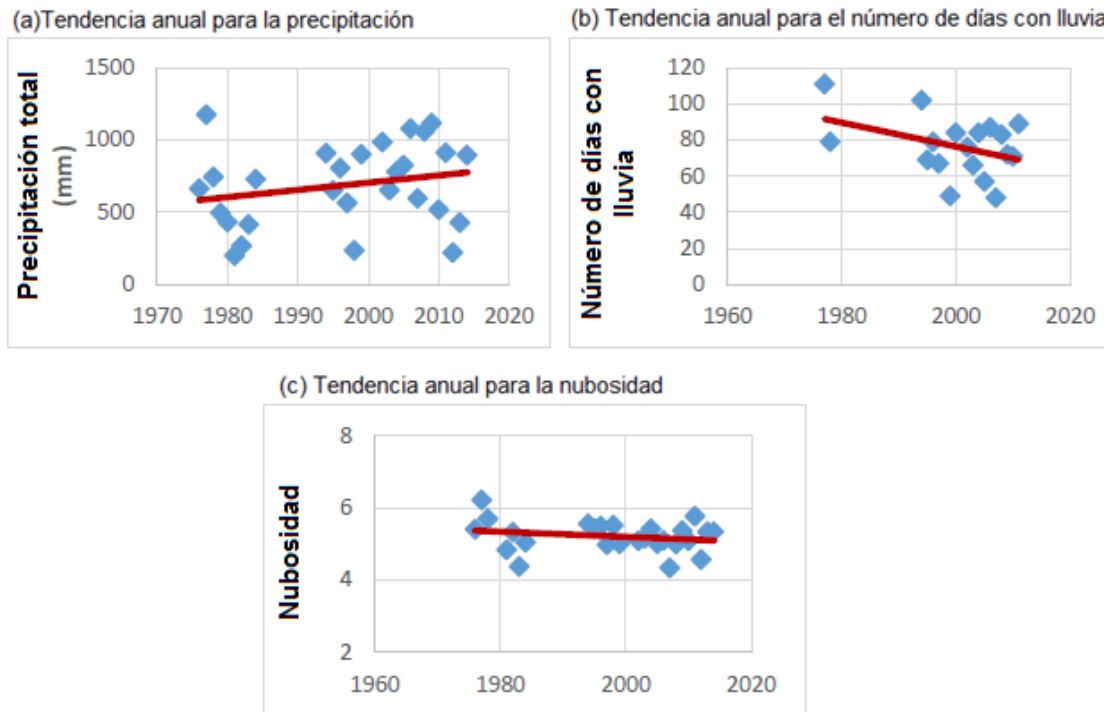 (a)Tendencia anual para la precipitación
Precipitación total
(mm)
1500
1000
500
0
1970 1980 1990 2000 2010 2020
(b) Tendencia anual para el número de días con lluvia
Número de días con
lluvia
120
100
80
60
40
20
0
1960 1980 2000 2020
(c) Tendencia anual para la nubosidad
Nubosidad
8
6
4
2
1960 1980 2000 2020